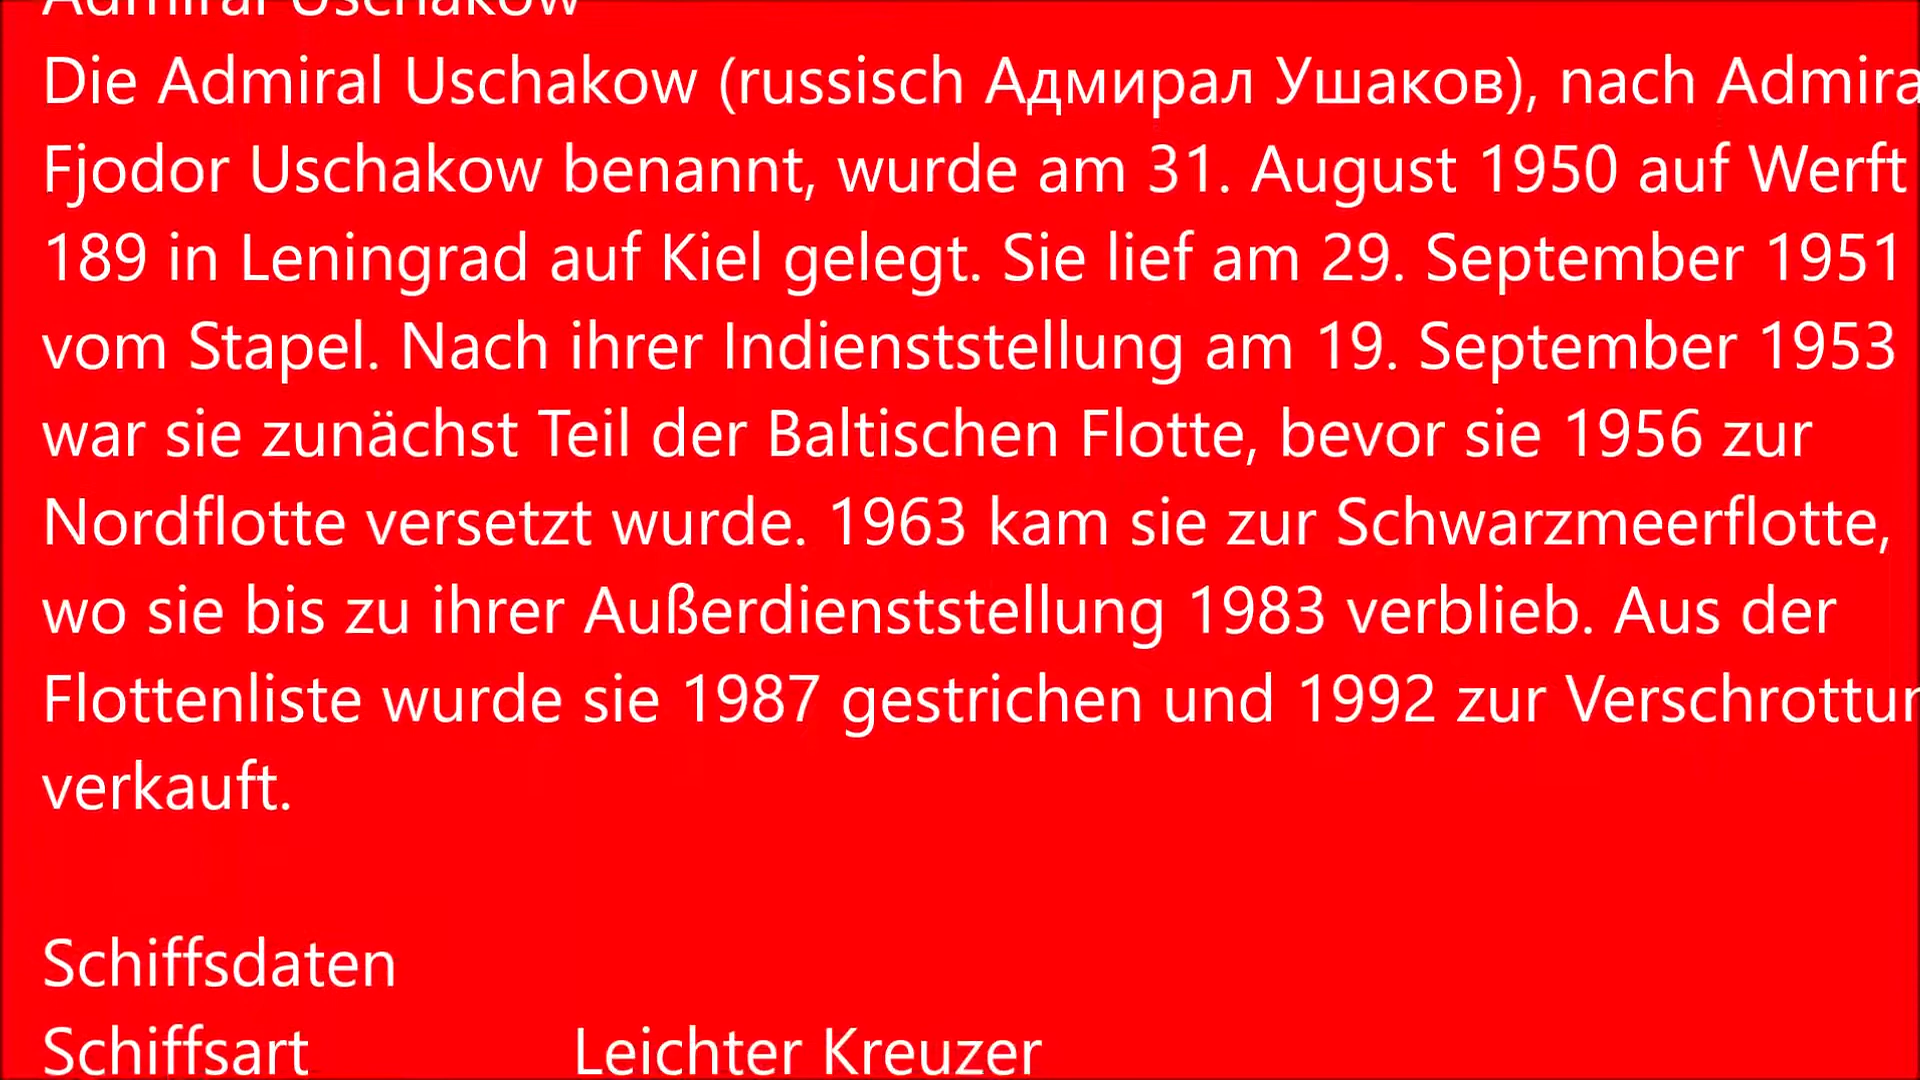 Admiral Uschakow
Die Admiral Uschakow (russisch Адмирал Ушаков), nach Admira
Fjodor Uschakow benannt, wurde am 31. August 1950 auf Werft
189 in Leningrad auf Kiel gelegt. Sie lief am 29. September 1951
vom Stapel. Nach ihrer Indienststellung am 19. September 1953
war sie zunächst Teil der Baltischen Flotte, bevor sie 1956 zur
Nordflotte versetzt wurde. 1963 kam sie zur Schwarzmeerflotte,
wo sie bis zu ihrer Außerdienststellung 1983 verblieb. Aus der
Flottenliste wurde sie 1987 gestrichen und 1992 zur Verschrottun
verkauft.
Schiffsdaten
Schiffsart Leichter Kreuzer